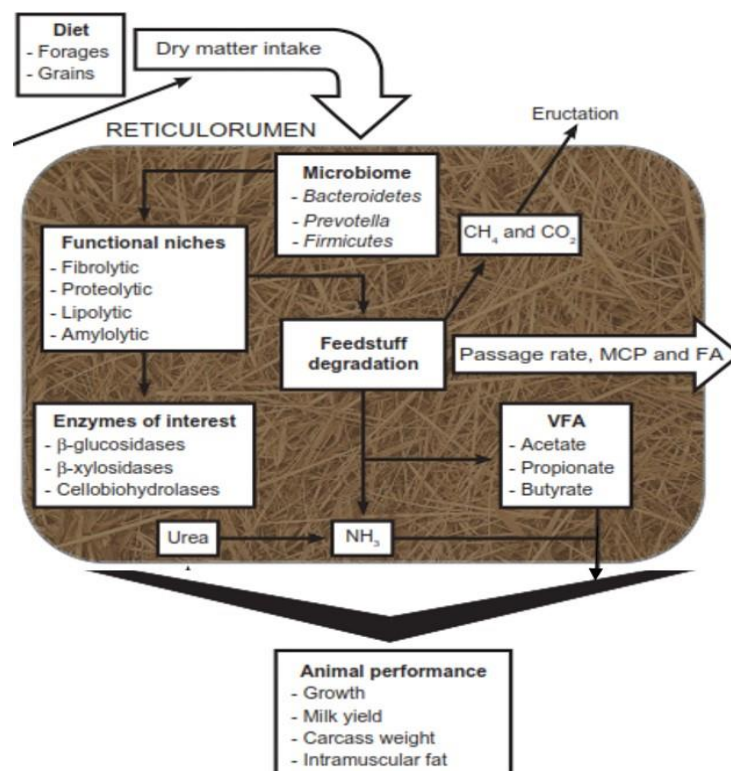 Diet
- Forages
- Grains
Dry matter intake
RETICULORUMEN
Eructation
Microbiome
- Bacteroidetes
- Prevotella
- Firmicutes
CH₄ and CO₂
Functional niches
- Fibrolytic
- Proteolytic
- Lipolytic
- Amylolytic
Feedstuff
degradation
Passage rate, MCP and FA
Enzymes of interest
- β-glucosidases
- β-xylosidases
- Cellobiohydrolases
VFA
- Acetate
- Propionate
- Butyrate
Urea
NH₃
Animal performance
- Growth
- Milk yield
- Carcass weight
- Intramuscular fat